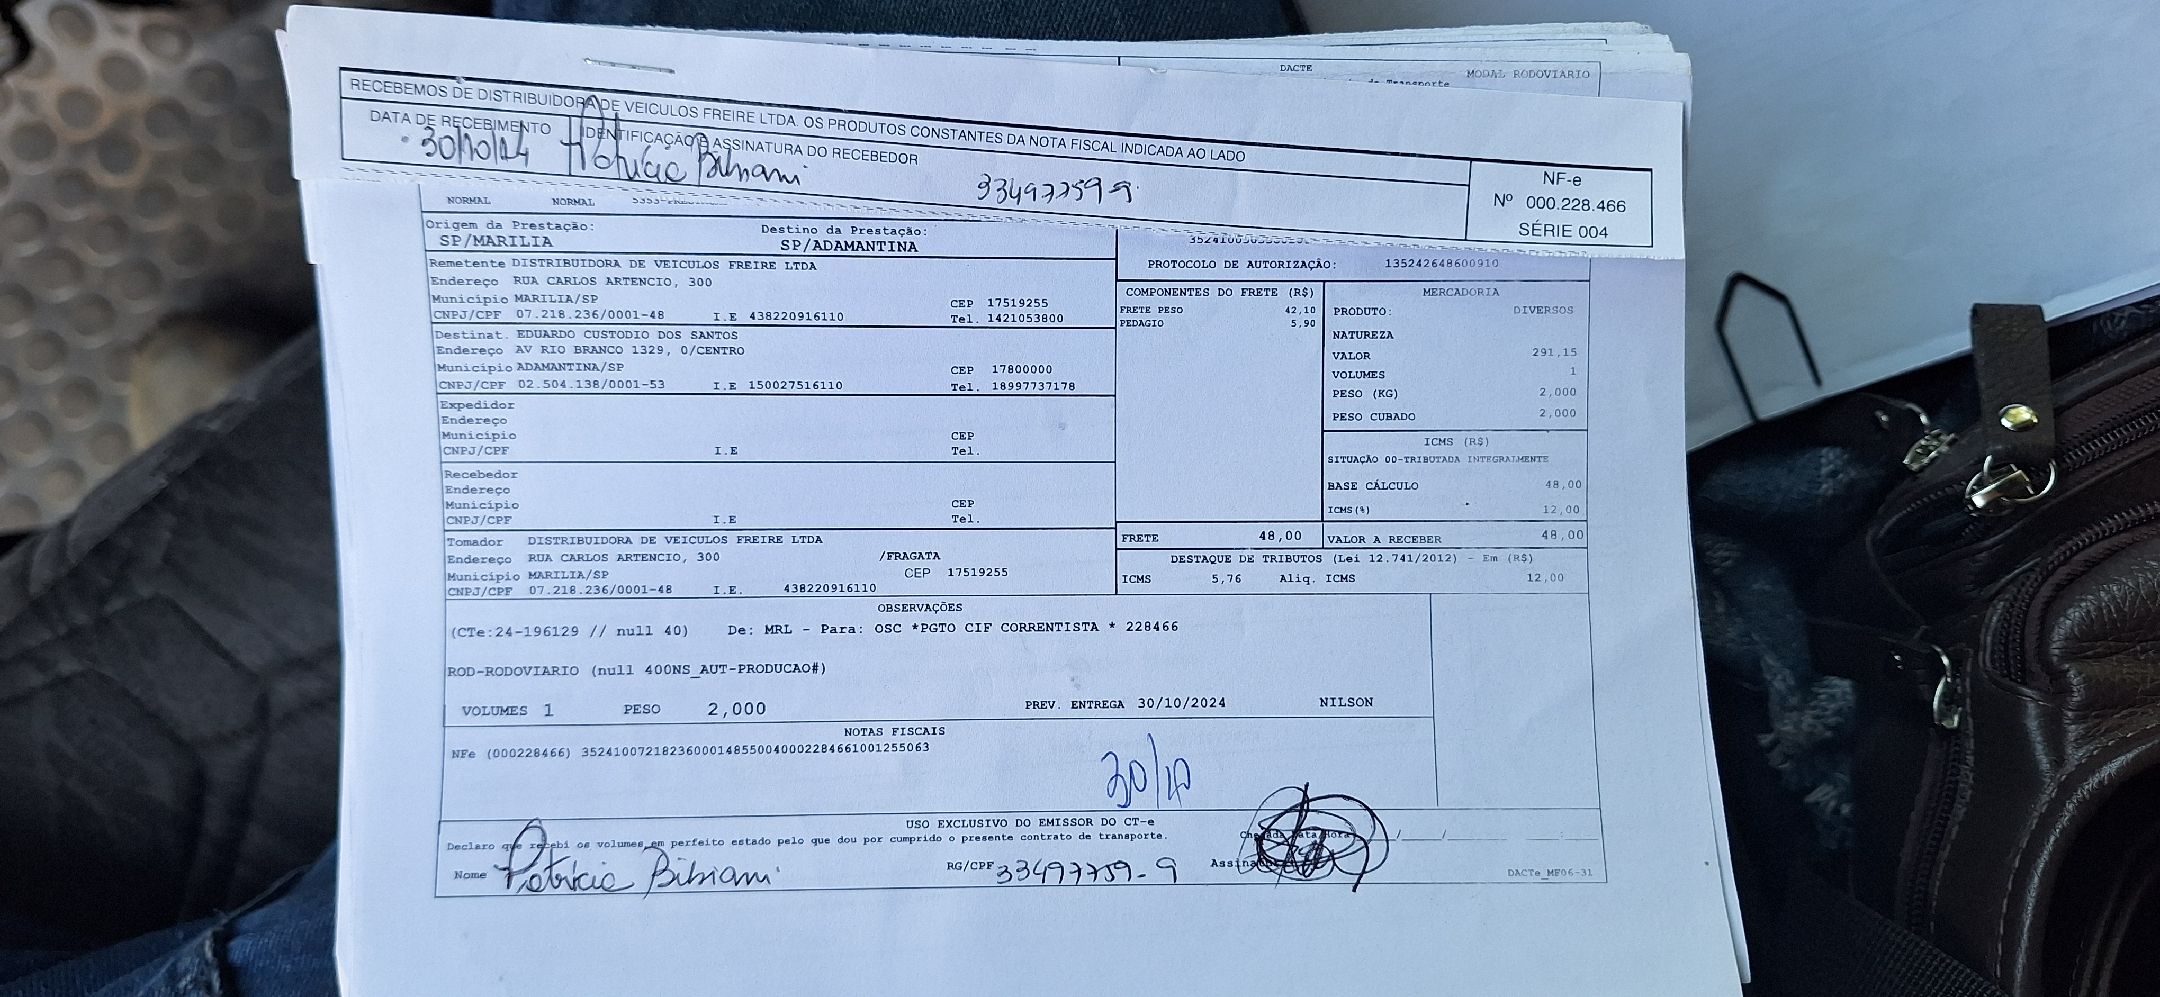 DACTE
MODAL RODOVIARIO
de Transporte
RECEBEMOS DE DISTRIBUIDORA DE VEICULOS FREIRE LTDA. OS PRODUTOS CONSTANTES DA NOTA FISCAL INDICADA AO LADO
DATA DE RECEBIMENTO IDENTIFICAÇÃO E ASSINATURA DO RECEBEDOR
30/10/24 Patricia Bibiani 33497759-9
NF-e
Nº 000.228.466
SÉRIE 004
NORMAL NORMAL
Origem da Prestação: Destino da Prestação:
SP/MARILIA SP/ADAMANTINA
PROTOCOLO DE AUTORIZAÇÃO: 135242648600910
Remetente DISTRIBUIDORA DE VEICULOS FREIRE LTDA
Endereço RUA CARLOS ARTENCIO, 300
Município MARILIA/SP CEP 17519255
CNPJ/CPF 07.218.236/0001-48 I.E 438220916110 Tel. 1421053800
Destinat. EDUARDO CUSTODIO DOS SANTOS
Endereço AV RIO BRANCO 1329, 0/CENTRO
Município ADAMANTINA/SP CEP 17800000
CNPJ/CPF 02.504.138/0001-53 I.E 150027516110 Tel. 18997737178
Expedidor
Endereço
Município CEP
CNPJ/CPF I.E Tel.
Recebedor
Endereço
Município CEP
CNPJ/CPF I.E Tel.
Tomador DISTRIBUIDORA DE VEICULOS FREIRE LTDA
Endereço RUA CARLOS ARTENCIO, 300 /FRAGATA
Município MARILIA/SP CEP 17519255
CNPJ/CPF 07.218.236/0001-48 I.E. 438220916110
COMPONENTES DO FRETE (R$)
FRETE PESO 42,10
PEDAGIO 5,90
MERCADORIA
PRODUTO: DIVERSOS
NATUREZA
VALOR 291,15
VOLUMES 1
PESO (KG) 2,000
PESO CUBADO 2,000
ICMS (R$)
SITUAÇÃO 00-TRIBUTADA INTEGRALMENTE
BASE CÁLCULO 48,00
ICMS(%) 12,00
FRETE 48,00 VALOR A RECEBER 48,00
DESTAQUE DE TRIBUTOS (Lei 12.741/2012) - Em (R$)
ICMS 5,76 Aliq. ICMS 12,00
OBSERVAÇÕES
(CTe:24-196129 // null 40) De: MRL - Para: OSC *PGTO CIF CORRENTISTA * 228466
ROD-RODOVIARIO (null 400NS_AUT-PRODUCAO#)
VOLUMES 1 PESO 2,000 PREV. ENTREGA 30/10/2024 NILSON
NOTAS FISCAIS
NFe (000228466) 35241007218236000148550040002284661001255063
30/10
USO EXCLUSIVO DO EMISSOR DO CT-e
Declaro que recebi os volumes em perfeito estado pelo que dou por cumprido o presente contrato de transporte.
Nome Patricia Bibiani RG/CPF 33497759-9
DACTe_MF06-31